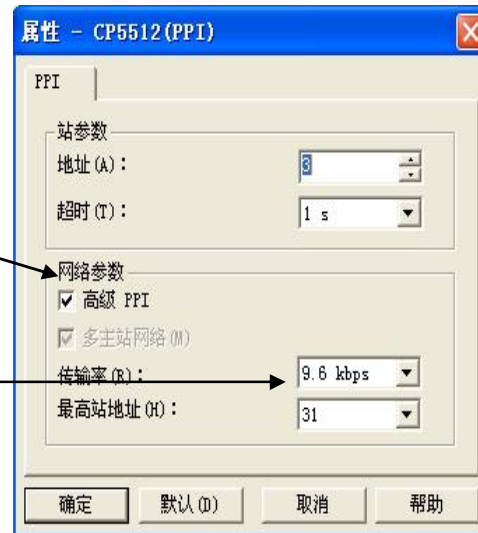 属性 - CP5512(PPI)
PPI
站参数
地址(A): 3
超时(T): 1 s
网络参数
高级 PPI
多主站网络(M)
传输率(R): 9.6 kbps
最高站地址(H): 31
确定 默认(D) 取消 帮助